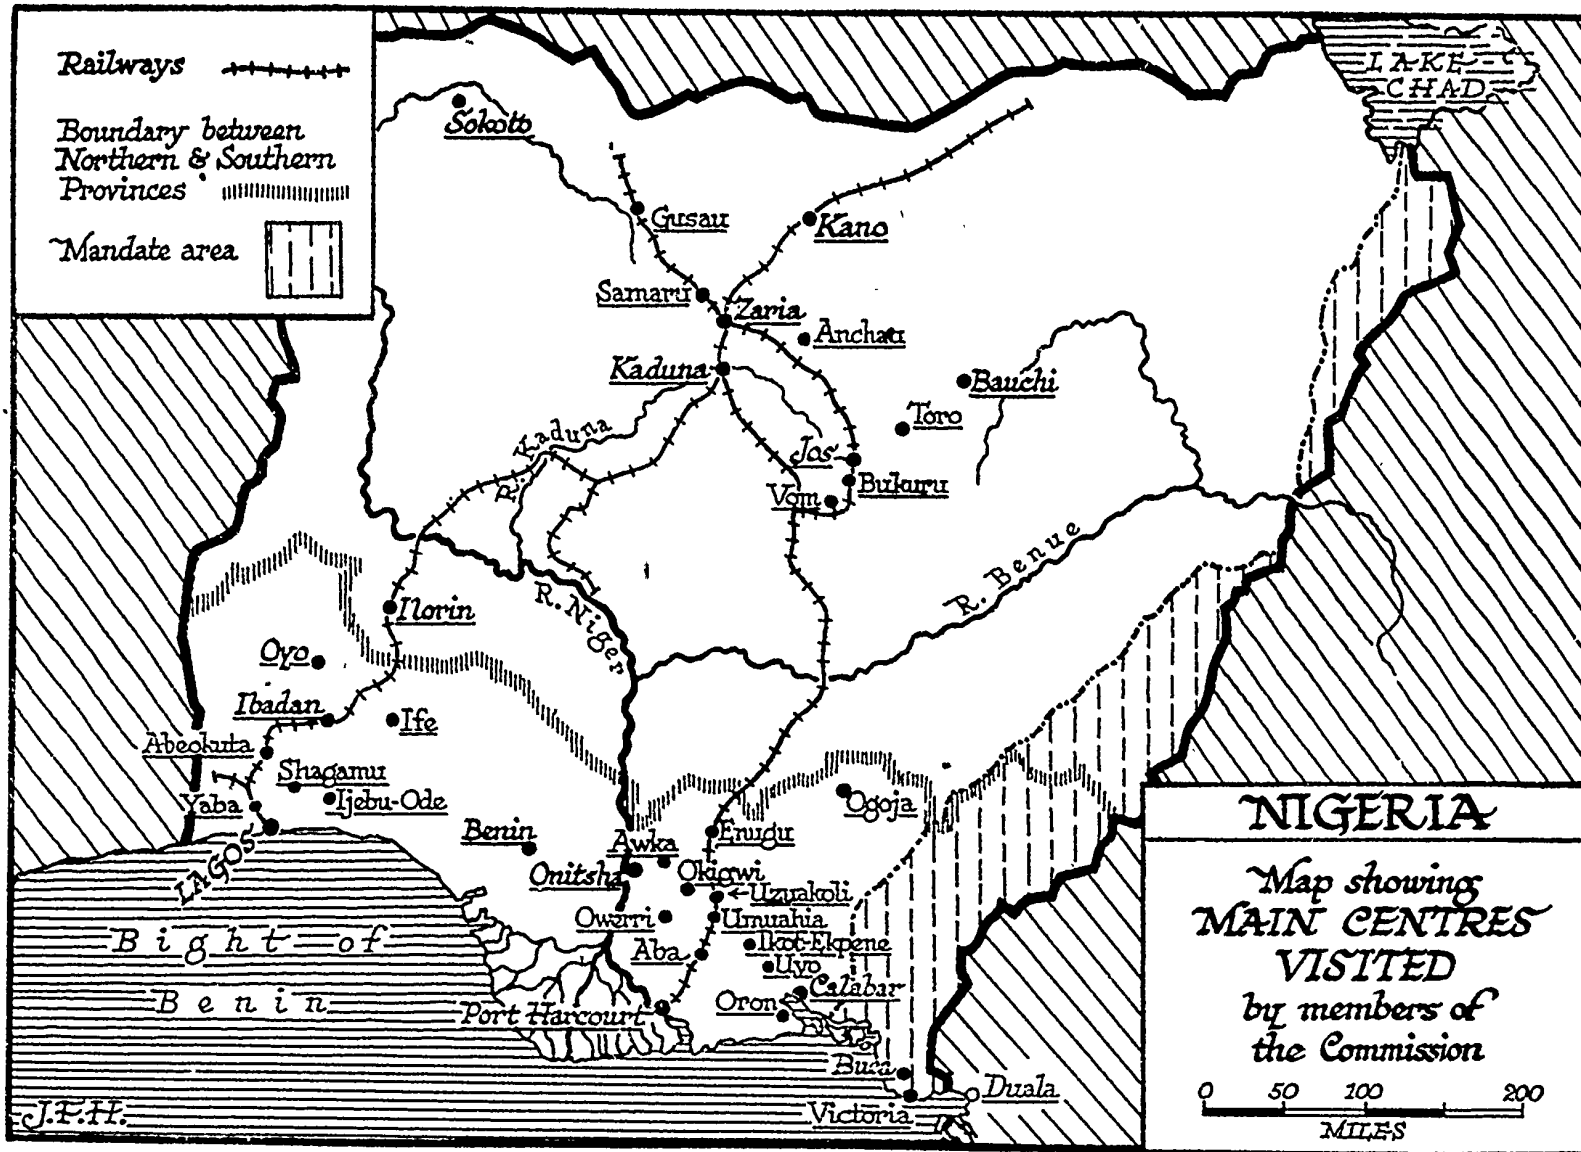 Railways
Boundary between
Northern & Southern
Provinces
Mandate area
LAKE
CHAD
Sokoto
Gusau
Kano
Samaru
Zaria
Anchau
Kaduna
Bauchi
Toro
R. Kaduna
Jos
Bukuru
Vom
R. Benue
R. Niger
Ilorin
Oyo
Ibadan
Ife
Abeokuta
Shagamu
Yaba
Ijebu-Ode
LAGOS
Ogoja
Benin
Awka
Enugu
Onitsha
Okigwi
Uzuakoli
Owerri
Umuahia
Ikot-Ekpene
Aba
Uyo
Calabar
Oron
Port Harcourt
Bight of
Benin
Buea
Victoria
Duala
J.F.H.
NIGERIA
Map showing
MAIN CENTRES
VISITED
by members of
the Commission
0 50 100 200
MILES